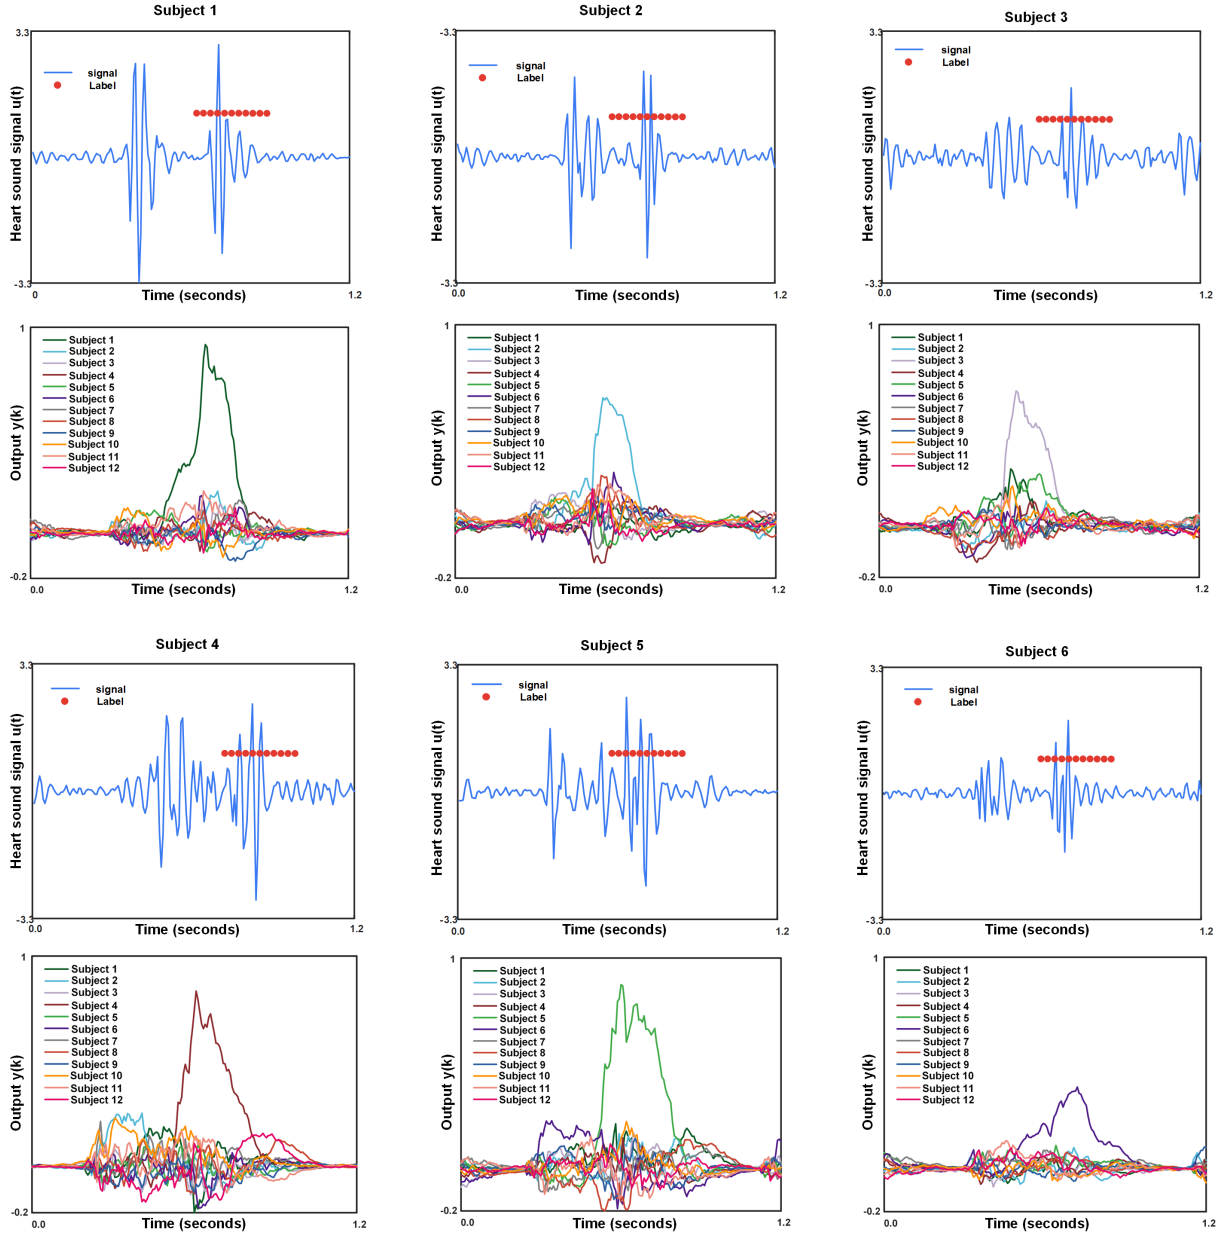 Subject 1
3.3
signal
Label
Heart sound signal u(t)
-3.3
0
Time (seconds)
1.2
Subject 2
-3.3
signal
Label
Heart sound signal u(t)
-3.3
0.0
Time (seconds)
1.2
Subject 3
3.3
signal
Label
Heart sound signal u(t)
-3.3
0.0
Time (seconds)
1.2
1
Subject 1
Subject 2
Subject 3
Subject 4
Subject 5
Subject 6
Subject 7
Subject 8
Subject 9
Subject 10
Subject 11
Subject 12
Output y(k)
-0.2
0.0
Time (seconds)
1.2
1
Subject 1
Subject 2
Subject 3
Subject 4
Subject 5
Subject 6
Subject 7
Subject 8
Subject 9
Subject 10
Subject 11
Subject 12
Output y(k)
-0.2
0.0
Time (seconds)
1.2
1
Subject 1
Subject 2
Subject 3
Subject 4
Subject 5
Subject 6
Subject 7
Subject 8
Subject 9
Subject 10
Subject 11
Subject 12
Output y(k)
-0.2
0.0
Time (seconds)
1.2
Subject 4
3.3
signal
Label
Heart sound signal u(t)
-3.3
0.0
Time (seconds)
1.2
Subject 5
3.3
signal
Label
Heart sound signal u(t)
-3.3
0.0
Time (seconds)
1.2
Subject 6
3.3
signal
Label
Heart sound signal u(t)
-3.3
0.0
Time (seconds)
1.2
1
Subject 1
Subject 2
Subject 3
Subject 4
Subject 5
Subject 6
Subject 7
Subject 8
Subject 9
Subject 10
Subject 11
Subject 12
Output y(k)
-0.2
0.0
Time (seconds)
1.2
1
Subject 1
Subject 2
Subject 3
Subject 4
Subject 5
Subject 6
Subject 7
Subject 8
Subject 9
Subject 10
Subject 11
Subject 12
Output y(k)
-0.2
0.0
Time (seconds)
1.2
1
Subject 1
Subject 2
Subject 3
Subject 4
Subject 5
Subject 6
Subject 7
Subject 8
Subject 9
Subject 10
Subject 11
Subject 12
Output y(k)
-0.2
0.0
Time (seconds)
1.2